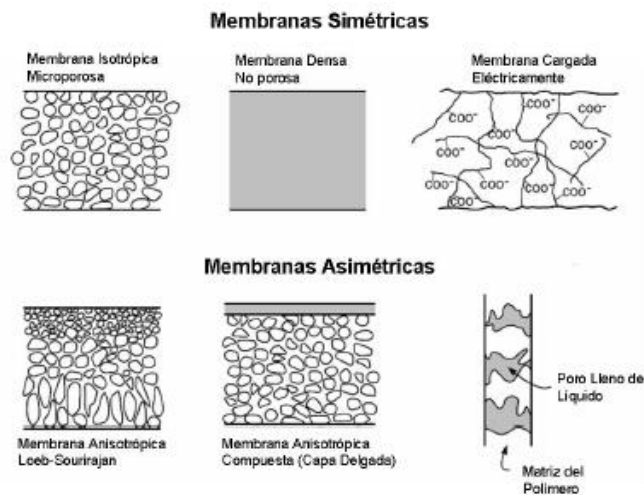 Membranas Simétricas
Membrana Isotrópica
Microporosa
Membrana Densa
No porosa
Membrana Cargada
Eléctricamente
COO⁻
COO⁻
COO⁻
COO⁻
COO⁻
COO⁻
COO⁻
COO⁻
COO⁻
COO⁻
COO⁻
Membranas Asimétricas
Membrana Anisotrópica
Loeb-Sourirajan
Membrana Anisotrópica
Compuesta (Capa Delgada)
Poro Lleno de
Líquido
Matriz del
Polímero